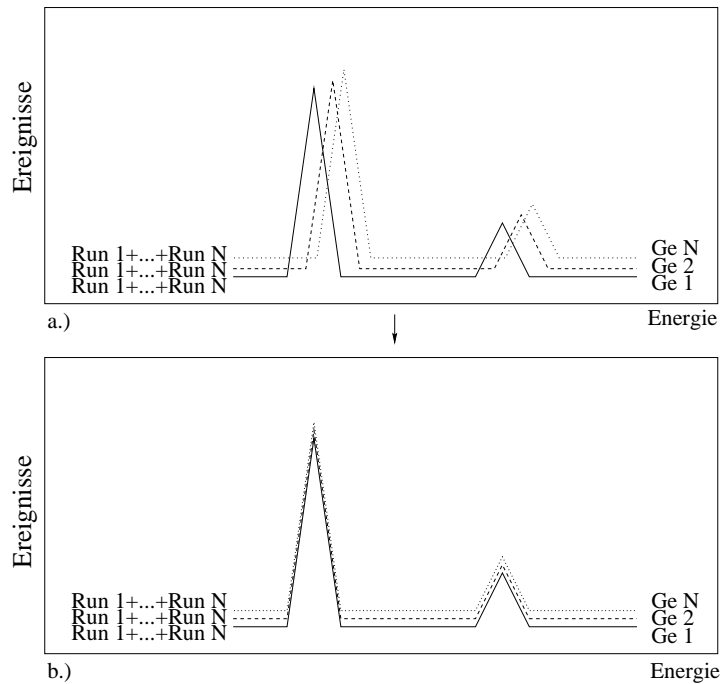 Ereignisse
Run 1+...+Run N
Ge N
Run 1+...+Run N
Ge 2
Run 1+...+Run N
Ge 1
a.)
Energie
Ereignisse
Run 1+...+Run N
Ge N
Run 1+...+Run N
Ge 2
Run 1+...+Run N
Ge 1
b.)
Energie